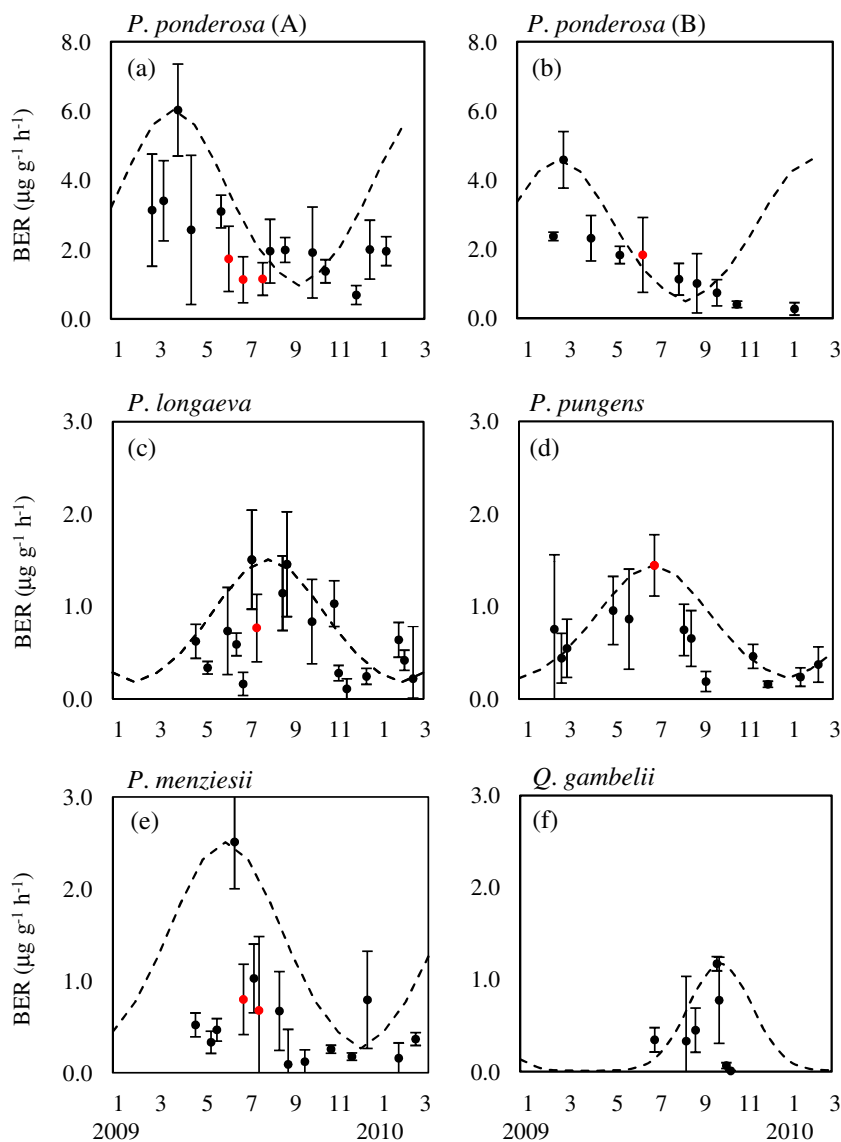 P. ponderosa (A)
P. ponderosa (B)
8.0
6.0
4.0
2.0
0.0
BER (µg g-1 h-1)
(a)
1 3 5 7 9 11 1 3
8.0
6.0
4.0
2.0
0.0
(b)
1 3 5 7 9 11 1 3
P. longaeva
P. pungens
3.0
2.0
1.0
0.0
BER (µg g-1 h-1)
(c)
1 3 5 7 9 11 1 3
3.0
2.0
1.0
0.0
(d)
1 3 5 7 9 11 1 3
P. menziesii
Q. gambelii
3.0
2.0
1.0
0.0
BER (µg g-1 h-1)
(e)
1 3 5 7 9 11 1 3
2009 2010
3.0
2.0
1.0
0.0
(f)
1 3 5 7 9 11 1 3
2009 2010